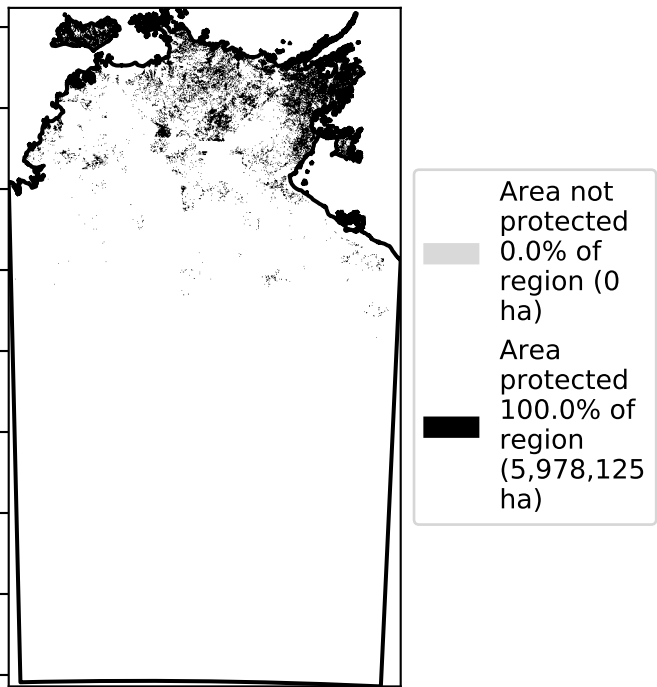 Area not
protected
0.0% of
region (0
ha)
Area
protected
100.0% of
region
(5,978,125
ha)